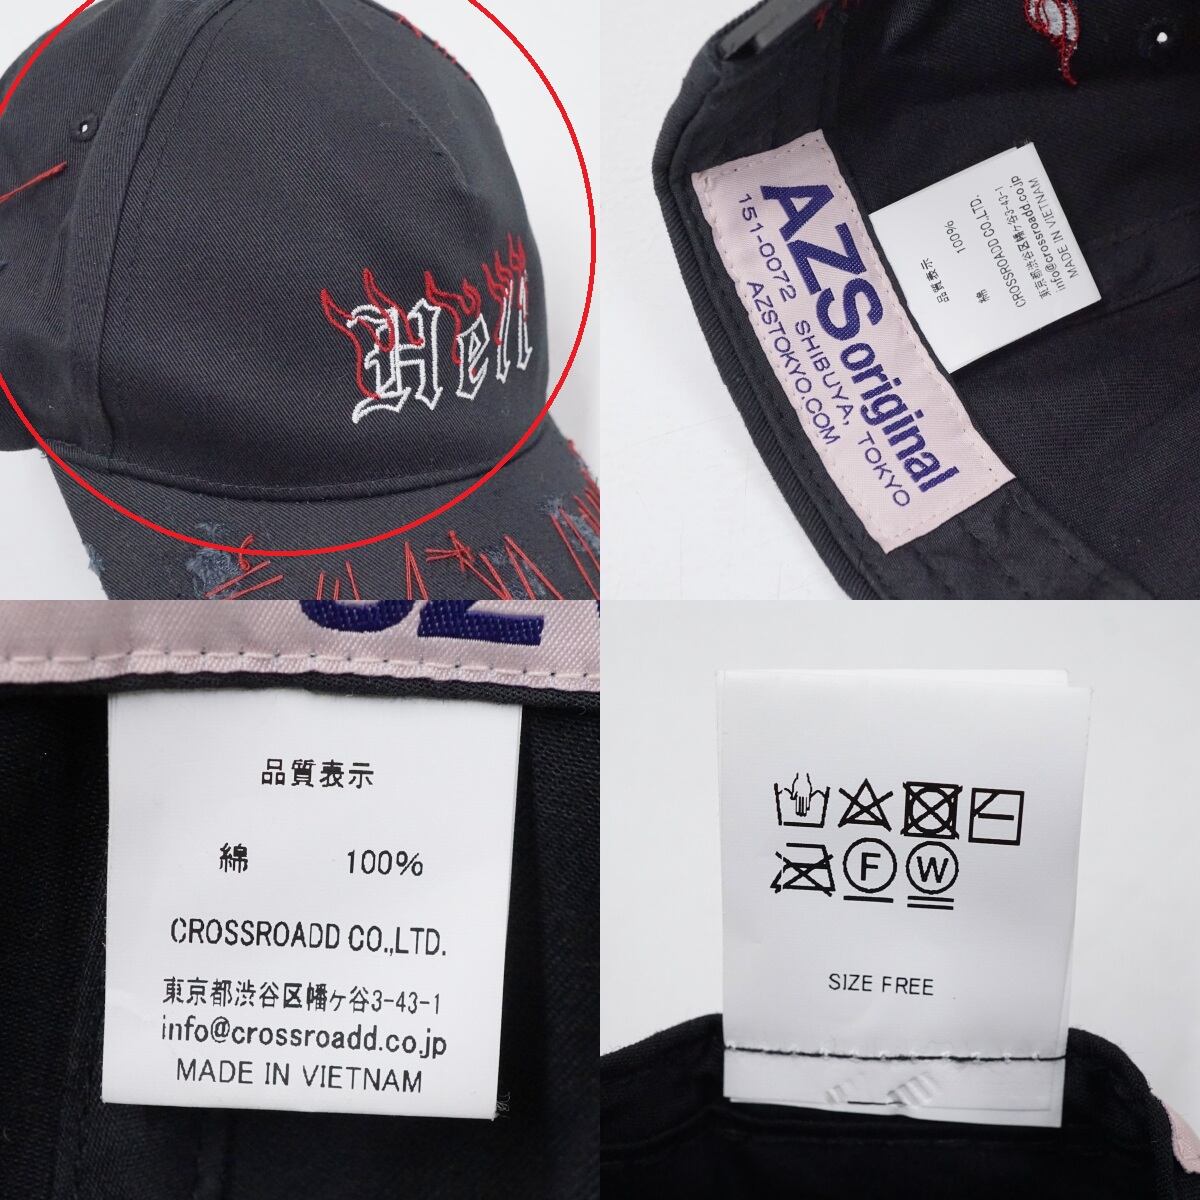 Hell
AZSoriginal
151-0072 SHIBUYA, TOKYO
AZSTOKYO.COM
品質表示
綿 100%
CROSSROADD CO.,LTD.
東京都渋谷区幡ヶ谷3-43-1
info@crossroadd.co.jp
MADE IN VIETNAM
品質表示
綿 100%
CROSSROADD CO.,LTD.
東京都渋谷区幡ヶ谷3-43-1
info@crossroadd.co.jp
MADE IN VIETNAM
F W
SIZE FREE